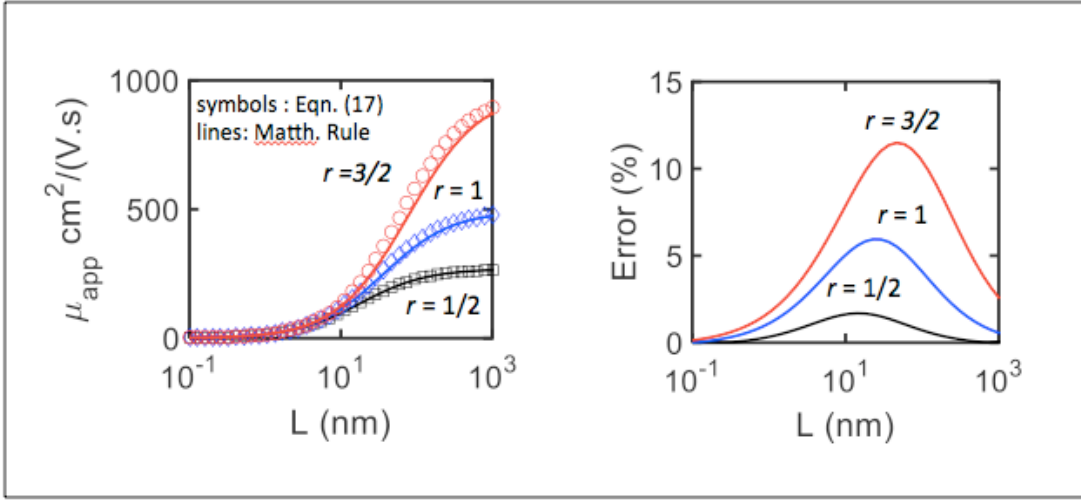 1000
500
0
μapp cm²/(V.s)
symbols : Eqn. (17)
lines: Matth. Rule
r =3/2
r = 1
r = 1/2
10⁻¹ 10¹ 10³
L (nm)
15
10
5
0
Error (%)
r = 3/2
r = 1
r = 1/2
10⁻¹ 10¹ 10³
L (nm)